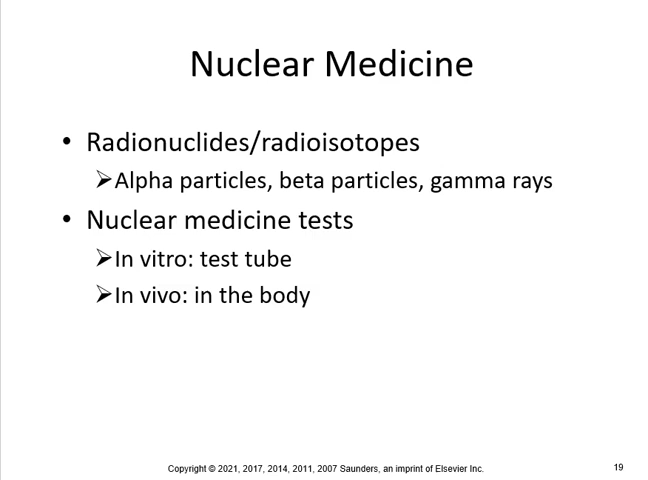 Nuclear Medicine
• Radionuclides/radioisotopes
➢Alpha particles, beta particles, gamma rays
• Nuclear medicine tests
➢In vitro: test tube
➢In vivo: in the body
Copyright © 2021, 2017, 2014, 2011, 2007 Saunders, an imprint of Elsevier Inc.
19